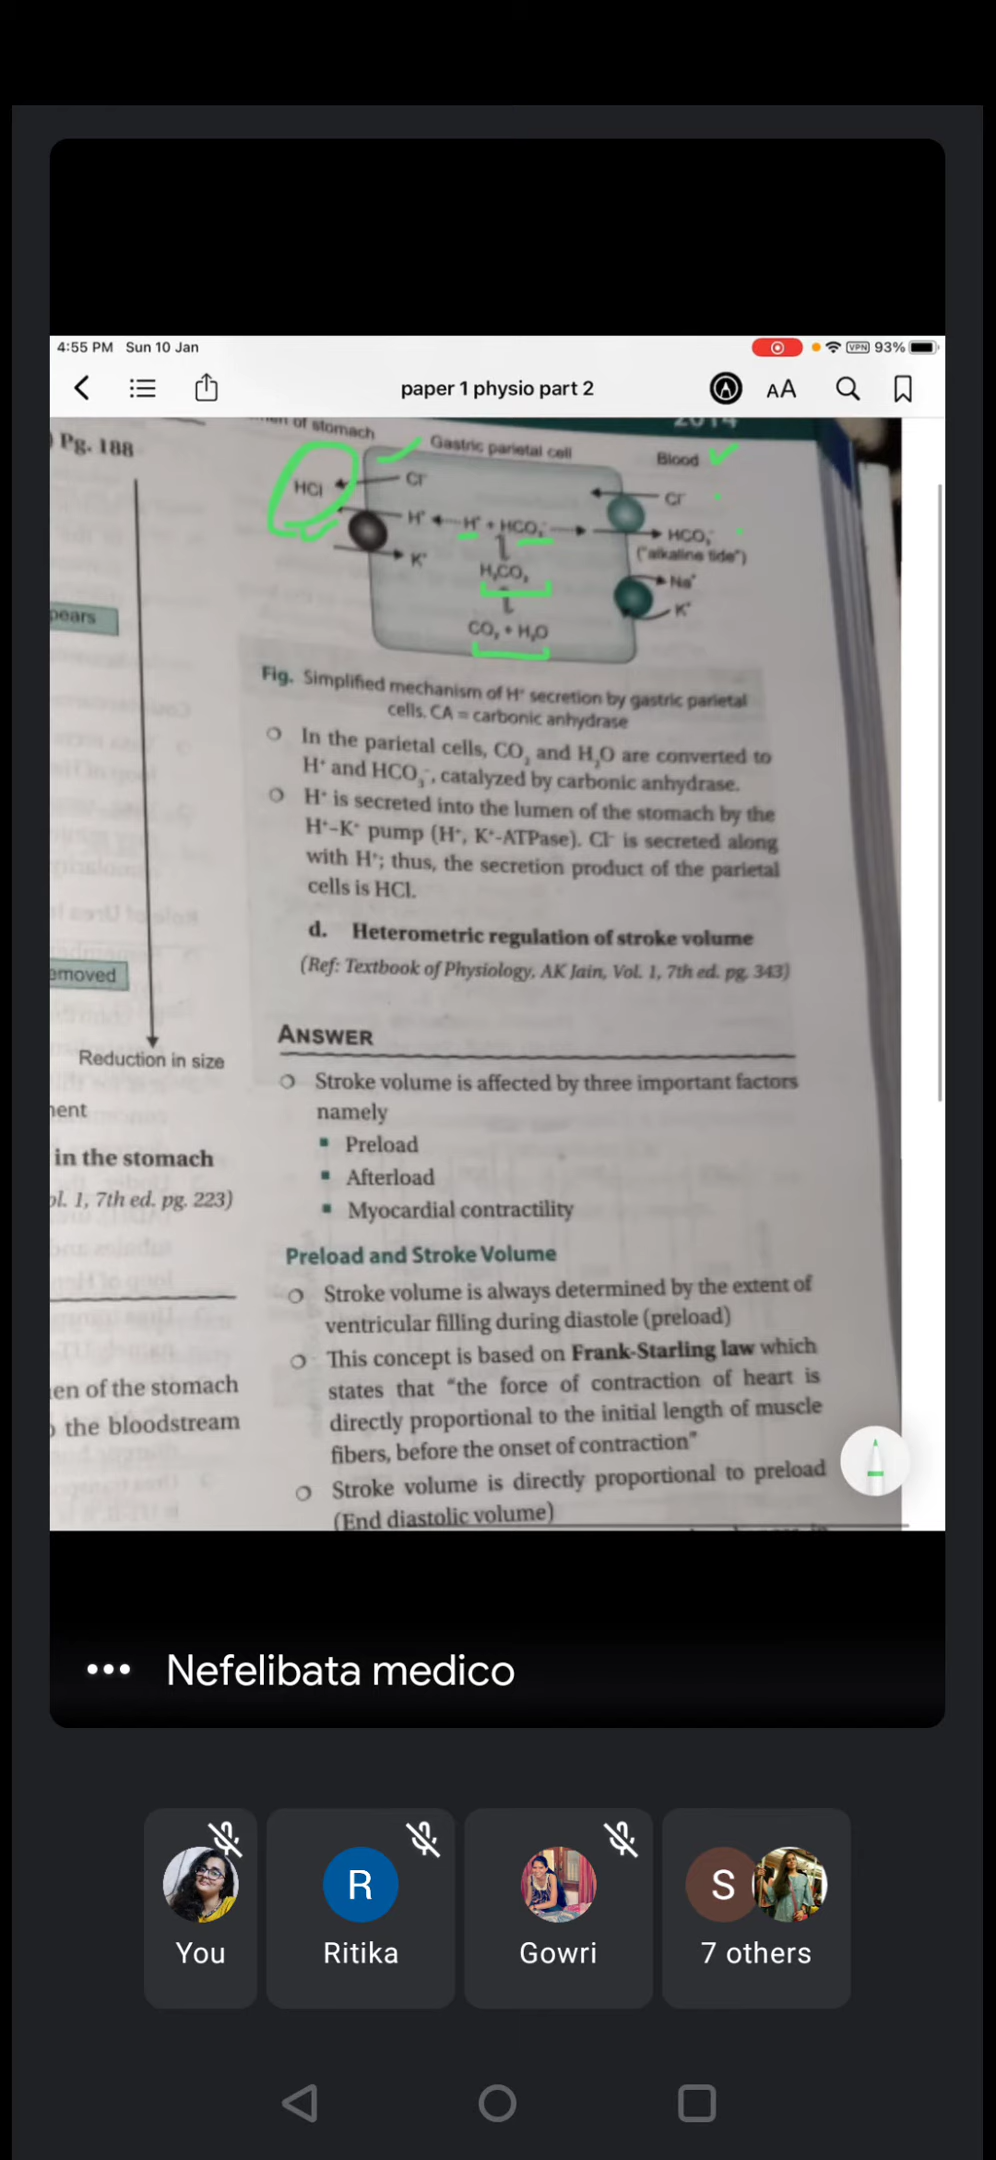 4:55 PM Sun 10 Jan
VPN 93%
paper 1 physio part 2
AA
2014
Pg. 188
of stomach
Gastric parietal cell
Blood
HCl
Cl⁻
Cl⁻
H⁺
H⁺ + HCO₃⁻
HCO₃⁻
("alkaline tide")
K⁺
H₂CO₃
Na⁺
K⁺
CO₂ + H₂O
pears
Fig. Simplified mechanism of H⁺ secretion by gastric parietal
cells. CA = carbonic anhydrase
In the parietal cells, CO₂ and H₂O are converted to
H⁺ and HCO₃⁻, catalyzed by carbonic anhydrase.
H⁺ is secreted into the lumen of the stomach by the
H⁺-K⁺ pump (H⁺, K⁺-ATPase). Cl⁻ is secreted along
with H⁺; thus, the secretion product of the parietal
cells is HCl.
d. Heterometric regulation of stroke volume
(Ref: Textbook of Physiology, AK Jain, Vol. 1, 7th ed. pg. 343)
emoved
Reduction in size
ent
in the stomach
ol. 1, 7th ed. pg. 223)
en of the stomach
the bloodstream
ANSWER
Stroke volume is affected by three important factors
namely
Preload
Afterload
Myocardial contractility
Preload and Stroke Volume
Stroke volume is always determined by the extent of
ventricular filling during diastole (preload)
This concept is based on Frank-Starling law which
states that "the force of contraction of heart is
directly proportional to the initial length of muscle
fibers, before the onset of contraction"
Stroke volume is directly proportional to preload
(End diastolic volume)
Nefelibata medico
R
S
You
Ritika
Gowri
7 others